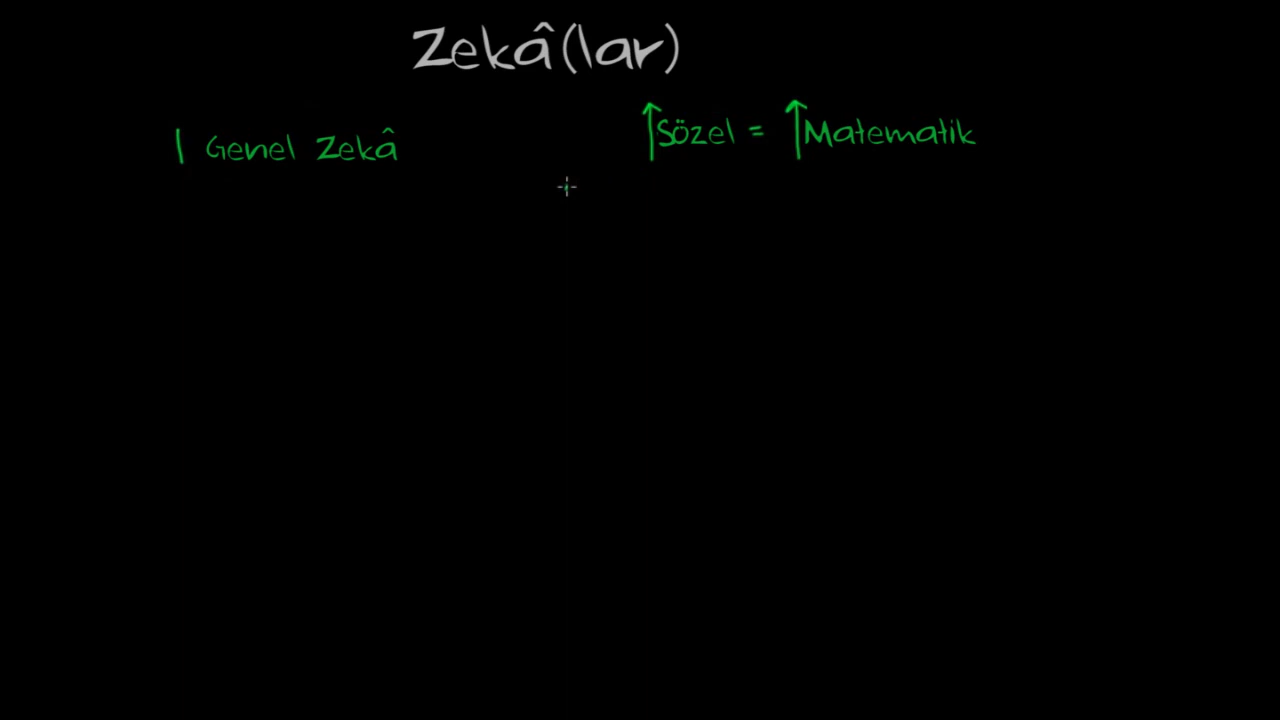 Zekâ(lar)
1 Genel Zekâ
↑Sözel = ↑Matematik